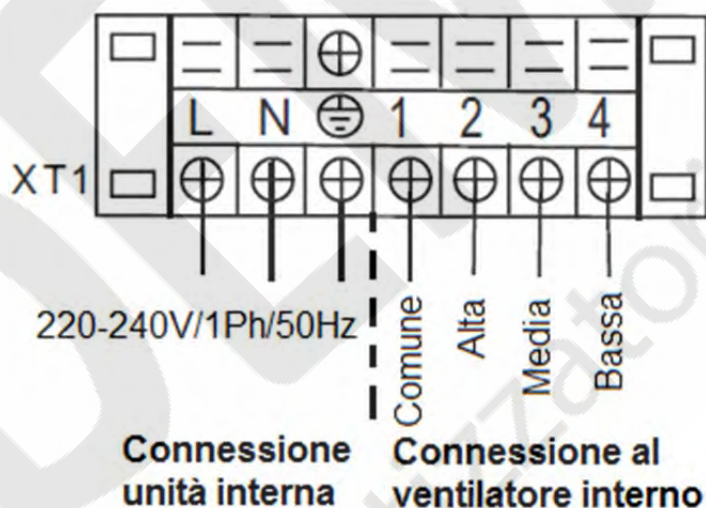 L N 1 2 3 4
XT1
220-240V/1Ph/50Hz
Comune
Alta
Media
Bassa
Connessione
unità interna
Connessione al
ventilatore interno